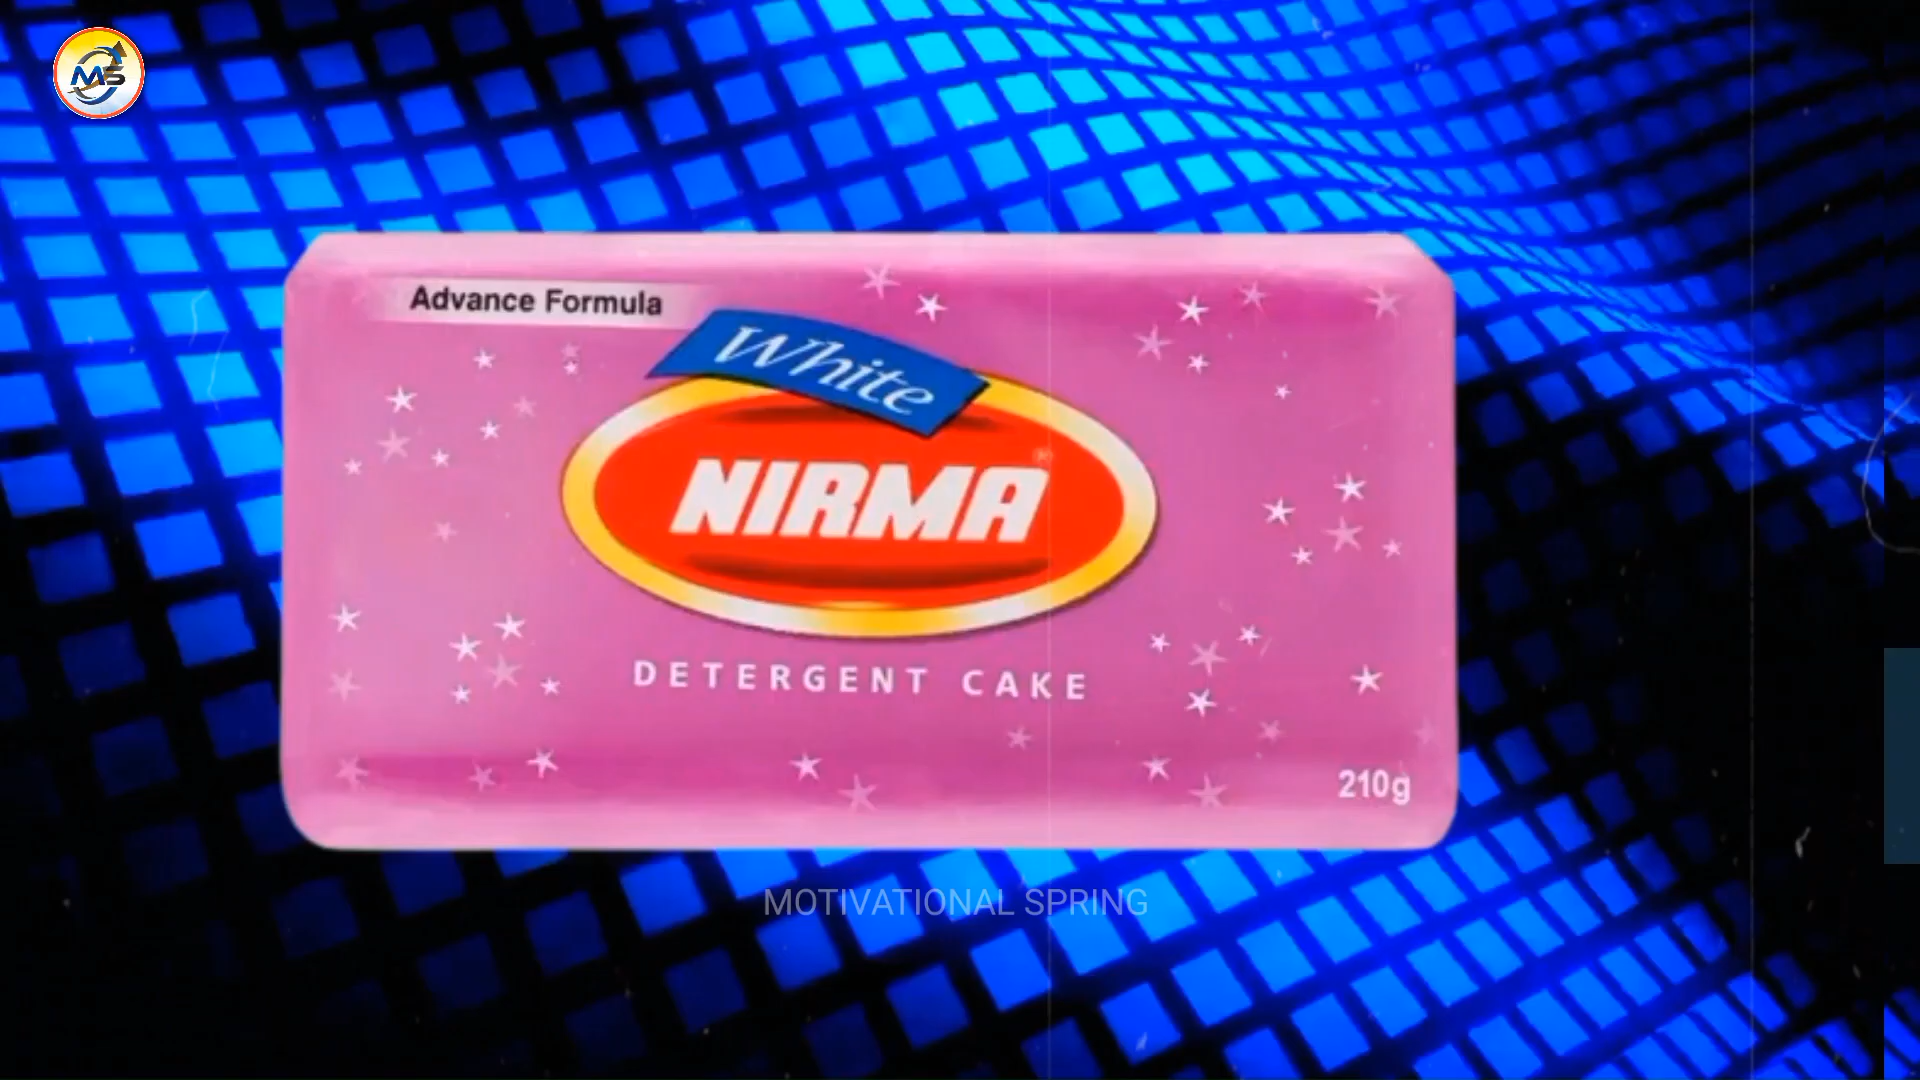 MS
Advance Formula
White
NIRMA®
DETERGENT CAKE
210g
MOTIVATIONAL SPRING